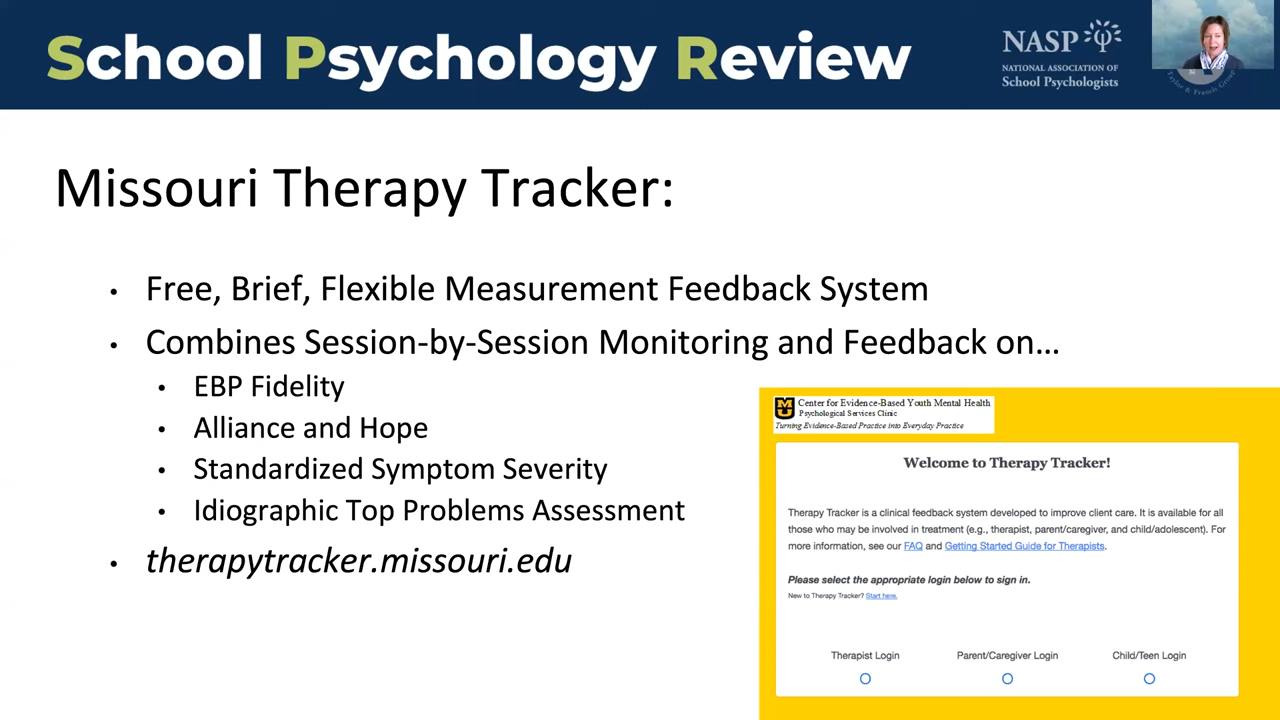 School Psychology Review
NASP
NATIONAL ASSOCIATION OF
School Psychologists
Taylor & Francis Group
Missouri Therapy Tracker:
• Free, Brief, Flexible Measurement Feedback System
• Combines Session-by-Session Monitoring and Feedback on…
• EBP Fidelity
• Alliance and Hope
• Standardized Symptom Severity
• Idiographic Top Problems Assessment
• therapytracker.missouri.edu
Center for Evidence-Based Youth Mental Health
Psychological Services Clinic
Turning Evidence-Based Practice into Everyday Practice
Welcome to Therapy Tracker!
Therapy Tracker is a clinical feedback system developed to improve client care. It is available for all
those who may be involved in treatment (e.g., therapist, parent/caregiver, and child/adolescent). For
more information, see our FAQ and Getting Started Guide for Therapists.
Please select the appropriate login below to sign in.
New to Therapy Tracker? Start here.
Therapist Login Parent/Caregiver Login Child/Teen Login